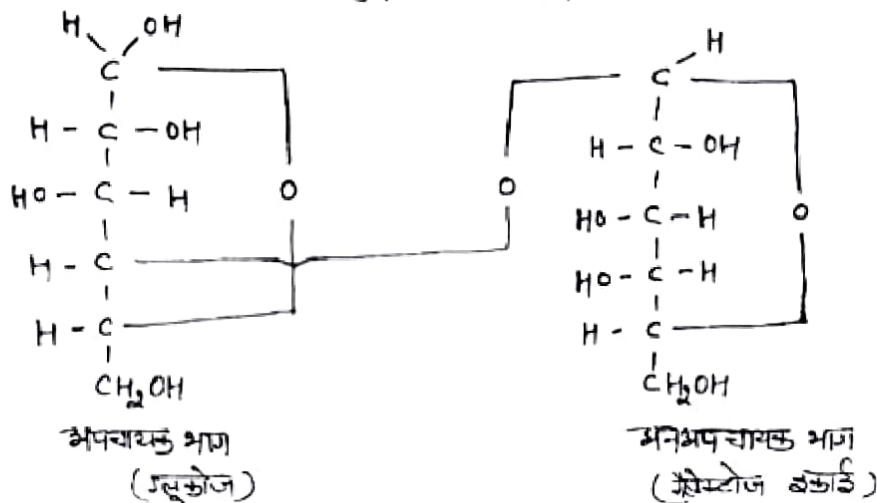 H OH H
C C
H - C - OH H - C - OH
HO - C - H O O HO - C - H O
H - C HO - C - H
H - C H - C
CH₂OH CH₂OH
अपचायक भाग अनअपचायक भाग
(ग्लूकोज) (गैलेक्टोज इकाई)